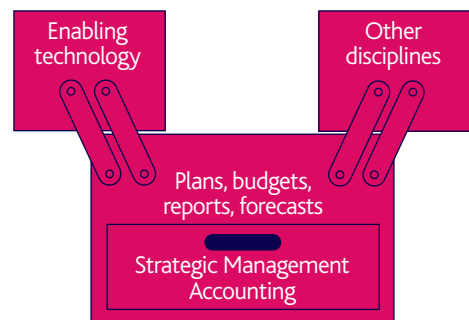 Enabling
technology
Other
disciplines
Plans, budgets,
reports, forecasts
Strategic Management
Accounting